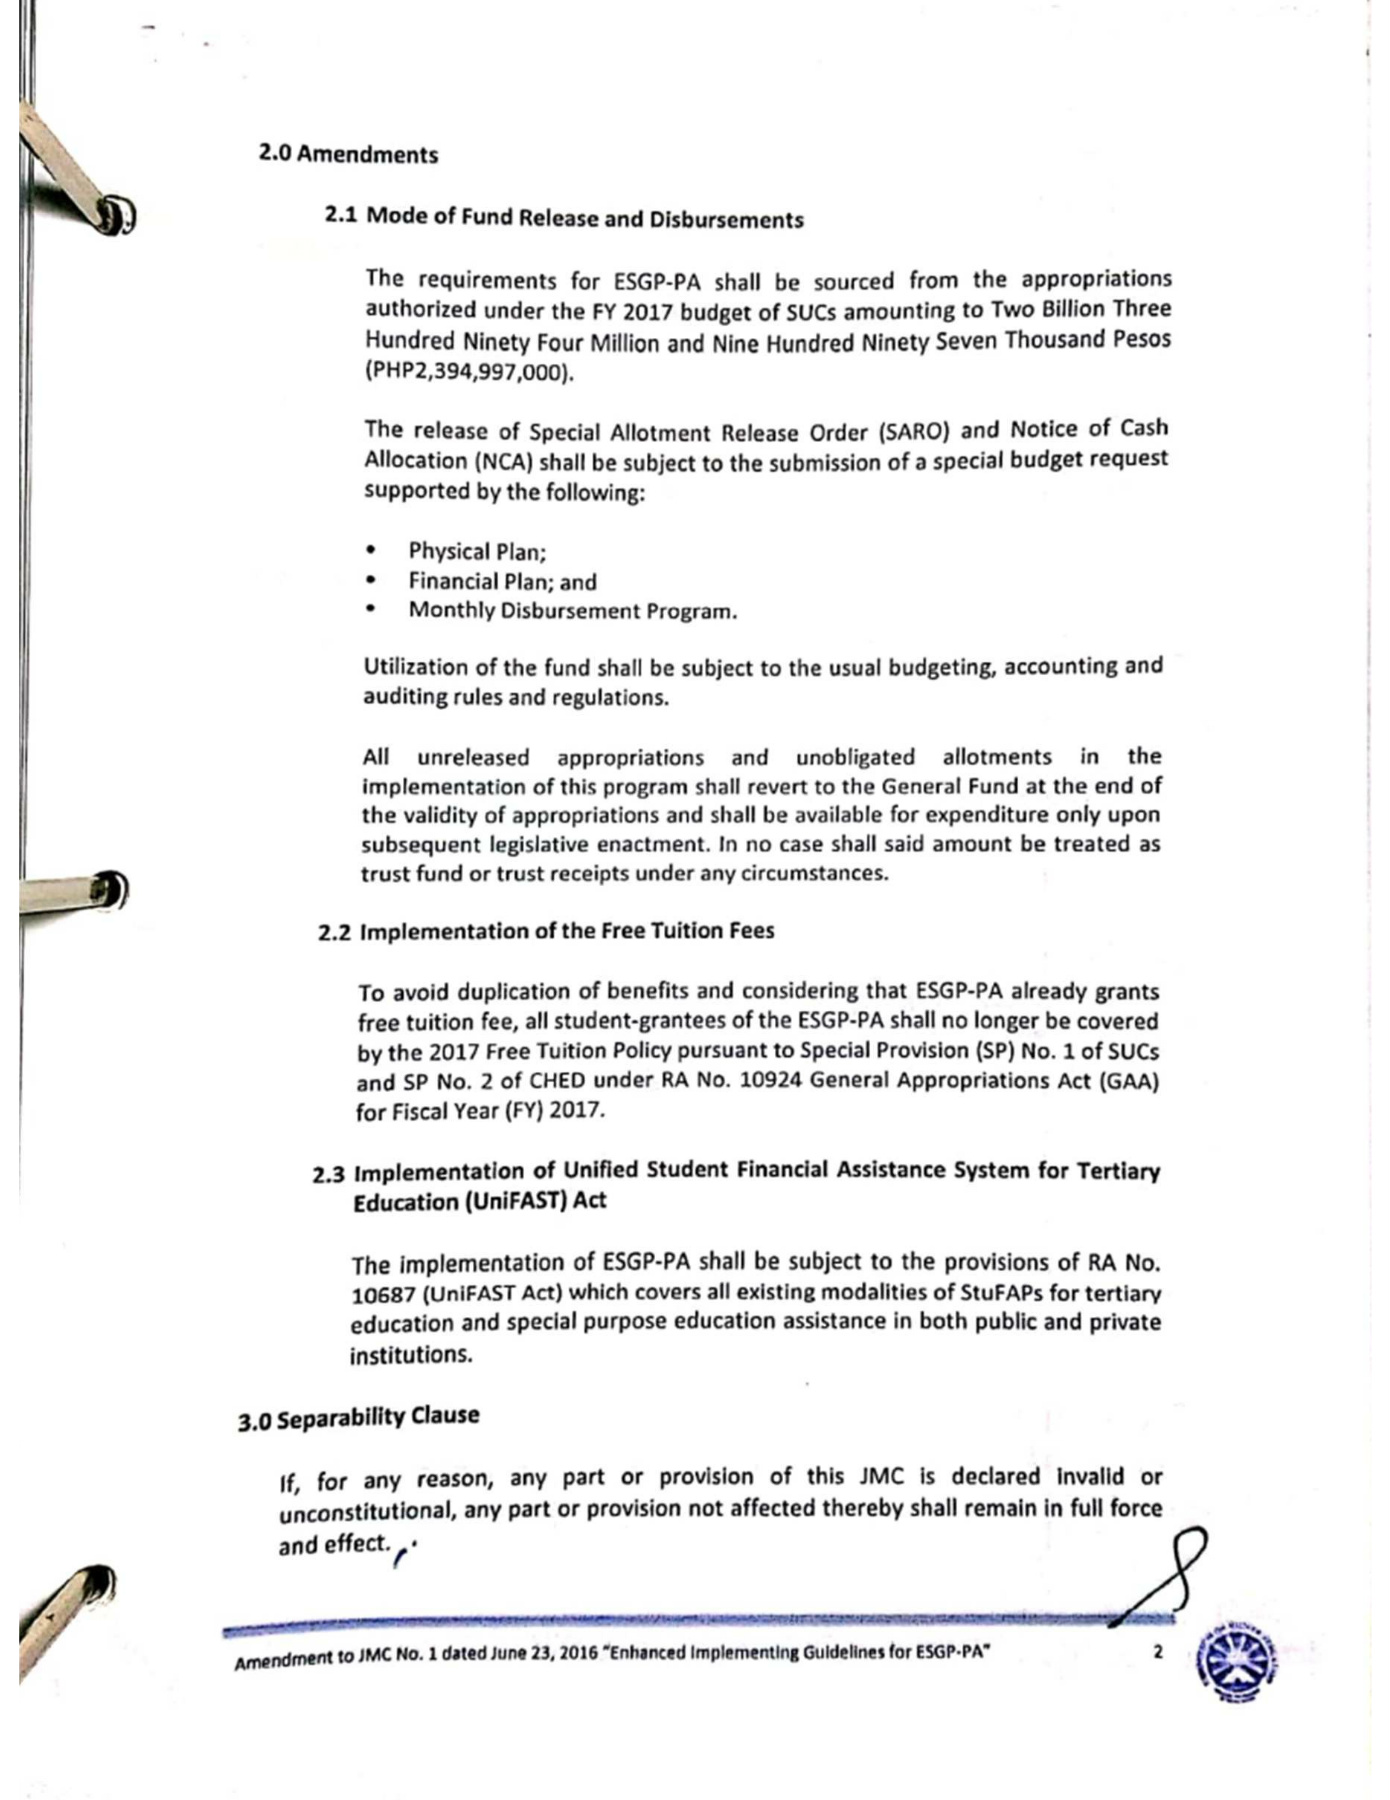 2.0 Amendments
2.1 Mode of Fund Release and Disbursements
The requirements for ESGP-PA shall be sourced from the appropriations
authorized under the FY 2017 budget of SUCs amounting to Two Billion Three
Hundred Ninety Four Million and Nine Hundred Ninety Seven Thousand Pesos
(PHP2,394,997,000).
The release of Special Allotment Release Order (SARO) and Notice of Cash
Allocation (NCA) shall be subject to the submission of a special budget request
supported by the following:
• Physical Plan;
• Financial Plan; and
• Monthly Disbursement Program.
Utilization of the fund shall be subject to the usual budgeting, accounting and
auditing rules and regulations.
All unreleased appropriations and unobligated allotments in the
implementation of this program shall revert to the General Fund at the end of
the validity of appropriations and shall be available for expenditure only upon
subsequent legislative enactment. In no case shall said amount be treated as
trust fund or trust receipts under any circumstances.
2.2 Implementation of the Free Tuition Fees
To avoid duplication of benefits and considering that ESGP-PA already grants
free tuition fee, all student-grantees of the ESGP-PA shall no longer be covered
by the 2017 Free Tuition Policy pursuant to Special Provision (SP) No. 1 of SUCs
and SP No. 2 of CHED under RA No. 10924 General Appropriations Act (GAA)
for Fiscal Year (FY) 2017.
2.3 Implementation of Unified Student Financial Assistance System for Tertiary
Education (UniFAST) Act
The implementation of ESGP-PA shall be subject to the provisions of RA No.
10687 (UniFAST Act) which covers all existing modalities of StuFAPs for tertiary
education and special purpose education assistance in both public and private
institutions.
3.0 Separability Clause
If, for any reason, any part or provision of this JMC is declared invalid or
unconstitutional, any part or provision not affected thereby shall remain in full force
and effect.
Amendment to JMC No. 1 dated June 23, 2016 "Enhanced Implementing Guidelines for ESGP-PA" 2